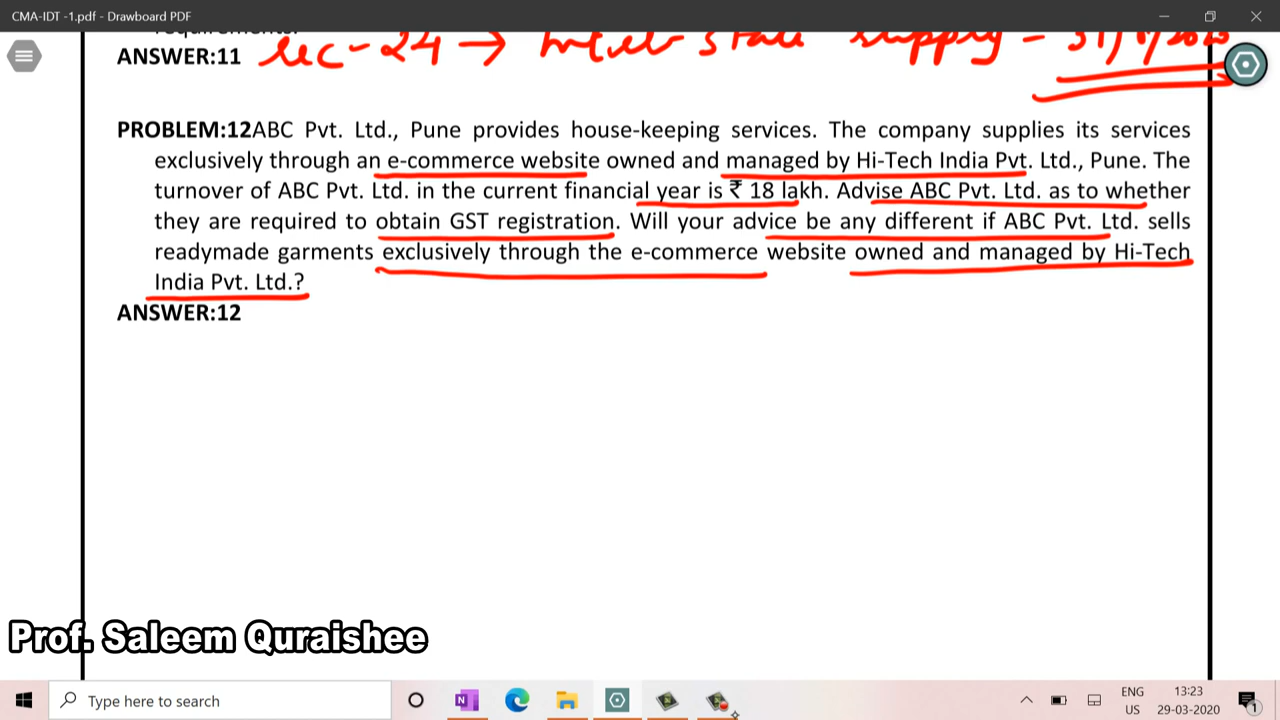 CMA-IDT -1.pdf - Drawboard PDF
ANSWER:11 sec-24 → Inter state supply -
PROBLEM:12ABC Pvt. Ltd., Pune provides house-keeping services. The company supplies its services
exclusively through an e-commerce website owned and managed by Hi-Tech India Pvt. Ltd., Pune. The
turnover of ABC Pvt. Ltd. in the current financial year is ₹ 18 lakh. Advise ABC Pvt. Ltd. as to whether
they are required to obtain GST registration. Will your advice be any different if ABC Pvt. Ltd. sells
readymade garments exclusively through the e-commerce website owned and managed by Hi-Tech
India Pvt. Ltd.?
ANSWER:12
Prof. Saleem Quraishee
Type here to search
ENG
US
13:23
29-03-2020
1